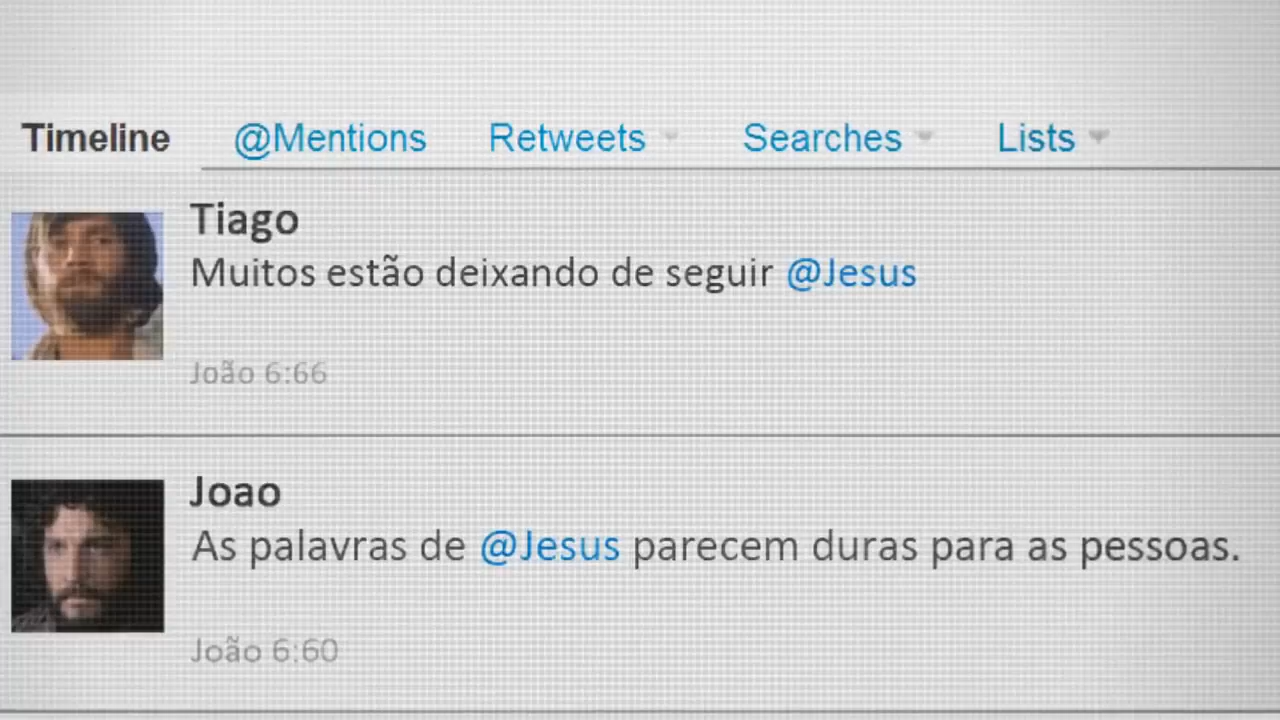 Timeline @Mentions Retweets Searches Lists
Tiago
Muitos estão deixando de seguir @Jesus
João 6:66
Joao
As palavras de @Jesus parecem duras para as pessoas.
João 6:60